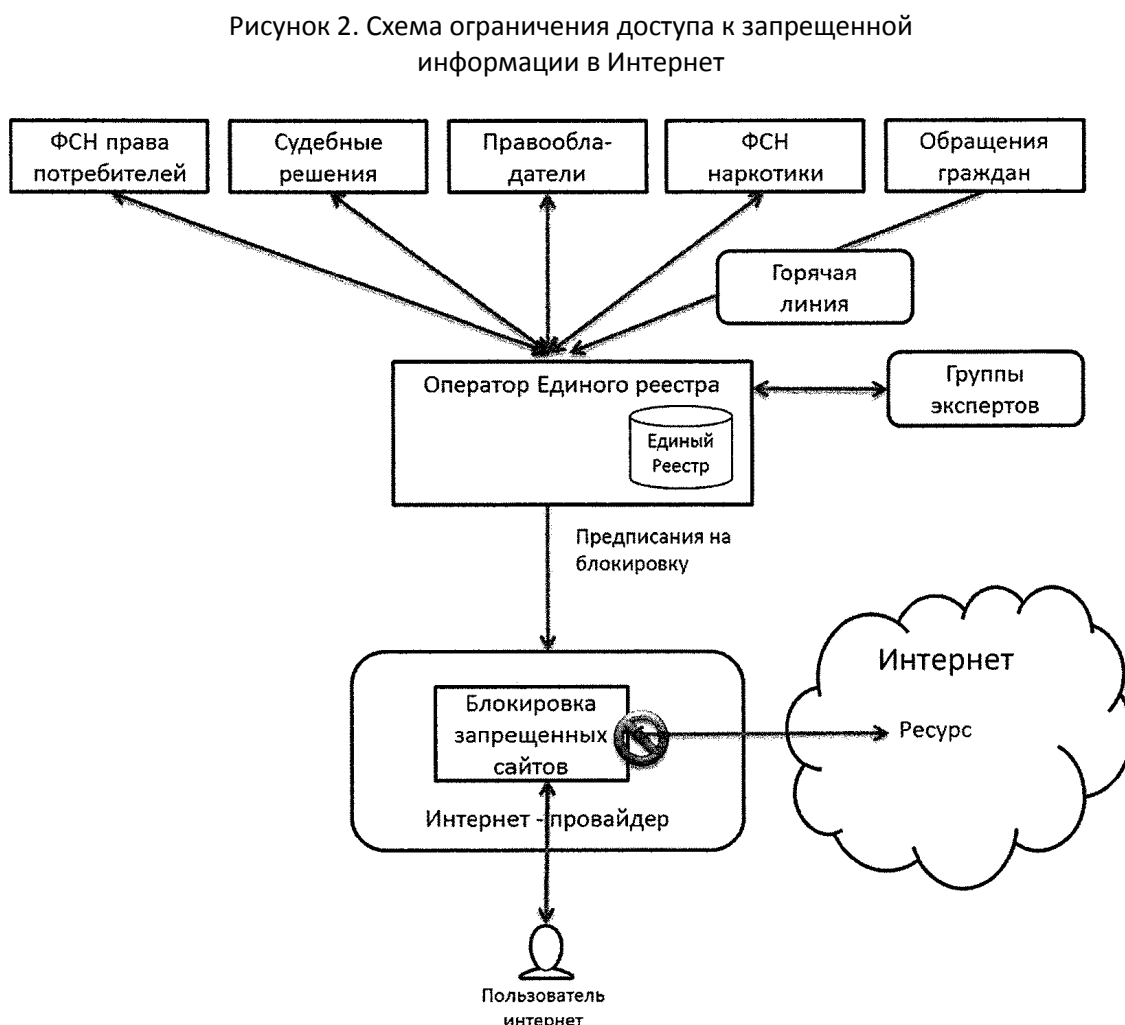 Рисунок 2. Схема ограничения доступа к запрещенной
информации в Интернет
ФСН права
потребителей
Судебные
решения
Правообла-
датели
ФСН
наркотики
Обращения
граждан
Горячая
линия
Оператор Единого реестра
Единый
Реестр
Группы
экспертов
Предписания на
блокировку
Интернет
Ресурс
Блокировка
запрещенных
сайтов
Интернет - провайдер
Пользователь
интернет